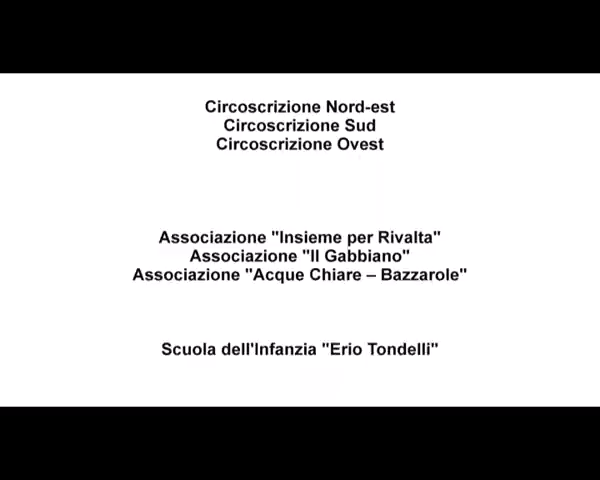 Circoscrizione Nord-est
Circoscrizione Sud
Circoscrizione Ovest
Associazione "Insieme per Rivalta"
Associazione "Il Gabbiano"
Associazione "Acque Chiare – Bazzarole"
Scuola dell'Infanzia "Erio Tondelli"